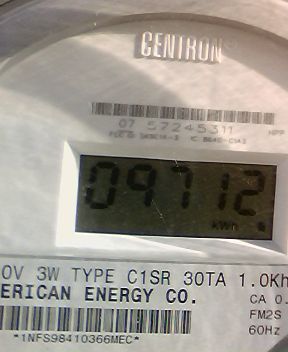 CENTRON
07 57245311
09712
KWH
0V 3W TYPE C1SR 30TA 1.0Kh
ERICAN ENERGY CO.
CA 0.
FM2S
60Hz
*1NFS98410366MEC*